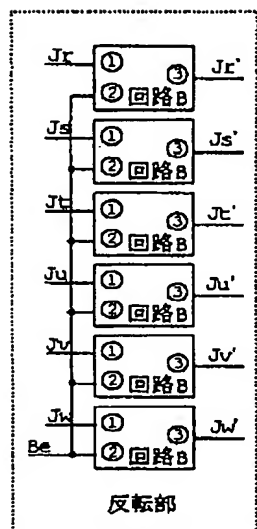 Jr ① ③ Jr'
② 回路B
Js ① ③ Js'
② 回路B
Jt ① ③ Jt'
② 回路B
Ju ① ③ Ju'
② 回路B
Jv ① ③ Jv'
② 回路B
Jw ① ③ Jw'
Be ② 回路B
反転部